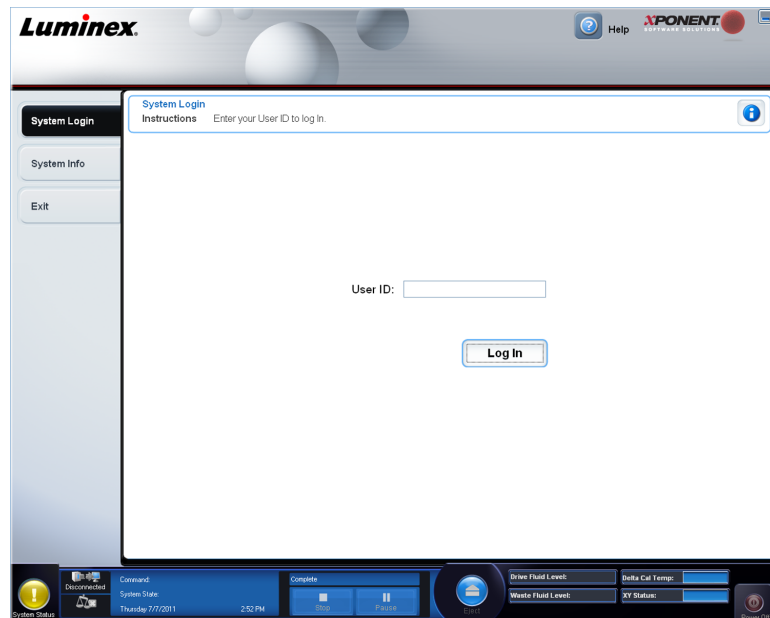 Luminex.
Help
XPONENT.
SOFTWARE SOLUTIONS
System Login
System Info
Exit
System Login
Instructions Enter your User ID to log In.
User ID:
Log In
System Status
Disconnected
Command:
System State:
Thursday 7/7/2011 2:52 PM
Complete
Stop Pause
Eject
Drive Fluid Level:
Waste Fluid Level:
Delta Cal Temp:
XY Status:
Power Off